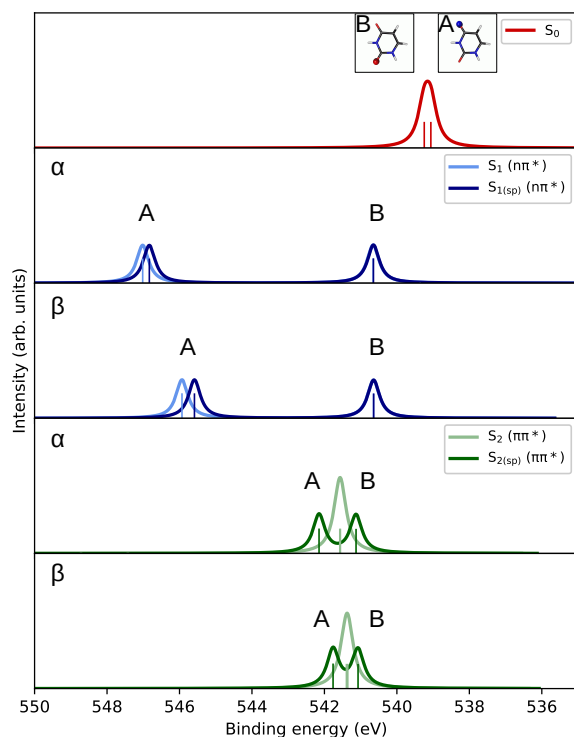 B
A
S₀
α
S₁ (nπ*)
S₁₍ₛₚ₎ (nπ*)
A
B
β
A
B
Intensity (arb. units)
α
S₂ (ππ*)
S₂₍ₛₚ₎ (ππ*)
A
B
β
A
B
550 548 546 544 542 540 538 536
Binding energy (eV)